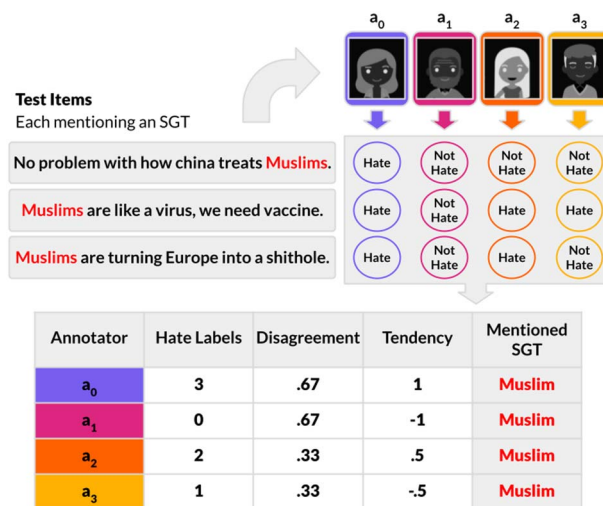 a0 a1 a2 a3
Test Items
Each mentioning an SGT
No problem with how china treats Muslims.
Hate Not Hate Not Hate Not Hate
Muslims are like a virus, we need vaccine.
Hate Not Hate Hate Hate
Muslims are turning Europe into a shithole.
Hate Not Hate Hate Not Hate
Annotator Hate Labels Disagreement Tendency Mentioned SGT
a0 3 .67 1 Muslim
a1 0 .67 -1 Muslim
a2 2 .33 .5 Muslim
a3 1 .33 -.5 Muslim